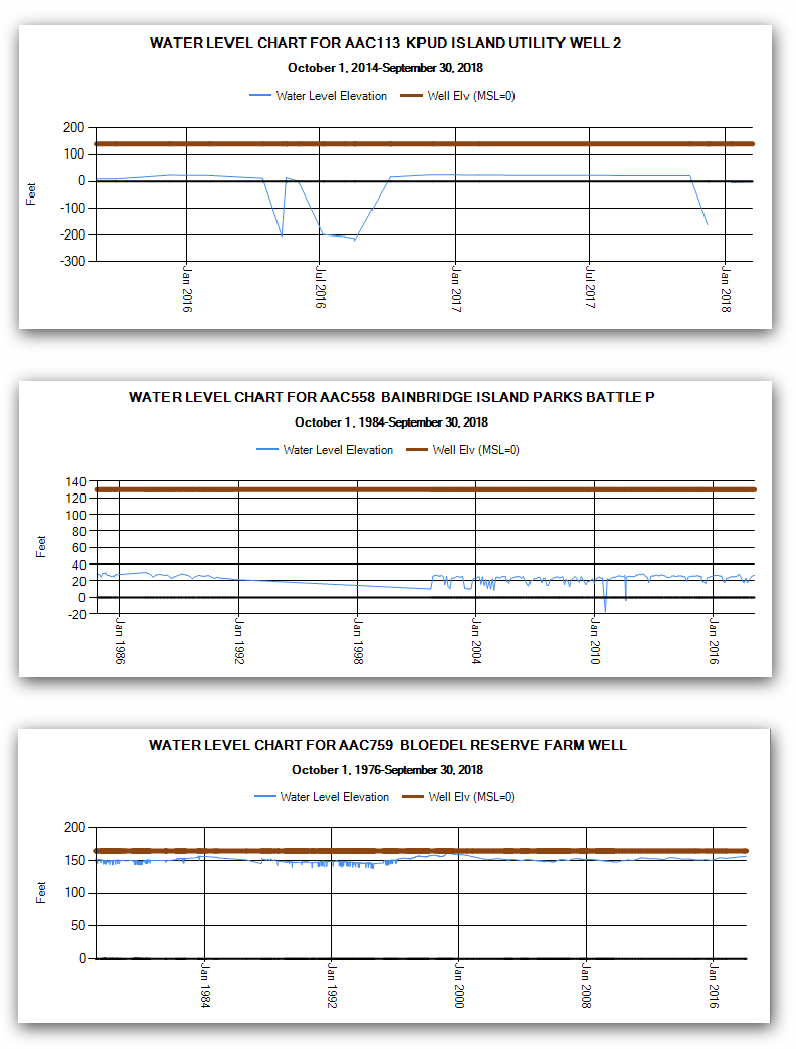 WATER LEVEL CHART FOR AAC113 KPUD ISLAND UTILITY WELL 2
October 1, 2014-September 30, 2018
Water Level Elevation Well Elv (MSL=0)
200
100
0
-100
-200
-300
Feet
Jan 2016 Jul 2016 Jan 2017 Jul 2017 Jan 2018
WATER LEVEL CHART FOR AAC558 BAINBRIDGE ISLAND PARKS BATTLE P
October 1, 1984-September 30, 2018
Water Level Elevation Well Elv (MSL=0)
140
120
100
80
60
40
20
0
-20
Feet
Jan 1986 Jan 1992 Jan 1998 Jan 2004 Jan 2010 Jan 2016
WATER LEVEL CHART FOR AAC759 BLOEDEL RESERVE FARM WELL
October 1, 1976-September 30, 2018
Water Level Elevation Well Elv (MSL=0)
200
150
100
50
0
Feet
Jan 1984 Jan 1992 Jan 2000 Jan 2008 Jan 2016